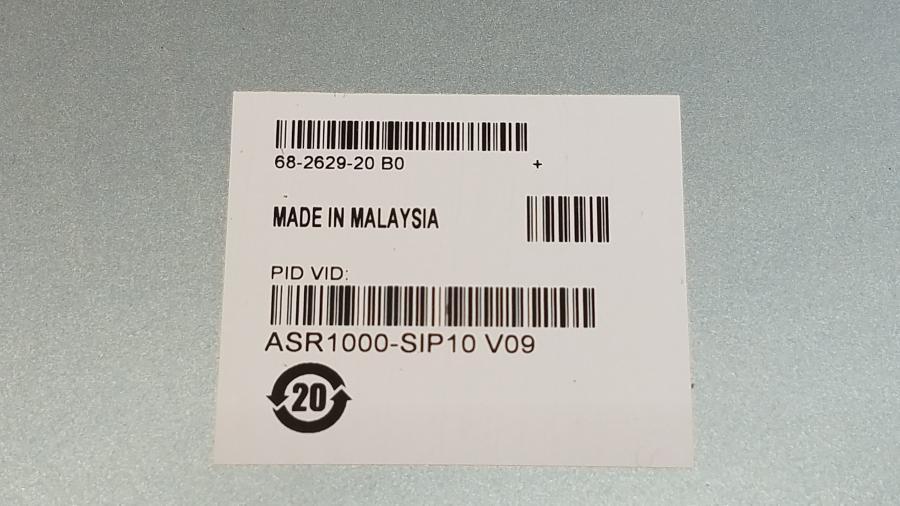 68-2629-20 B0 +
MADE IN MALAYSIA
PID VID:
ASR1000-SIP10 V09
20